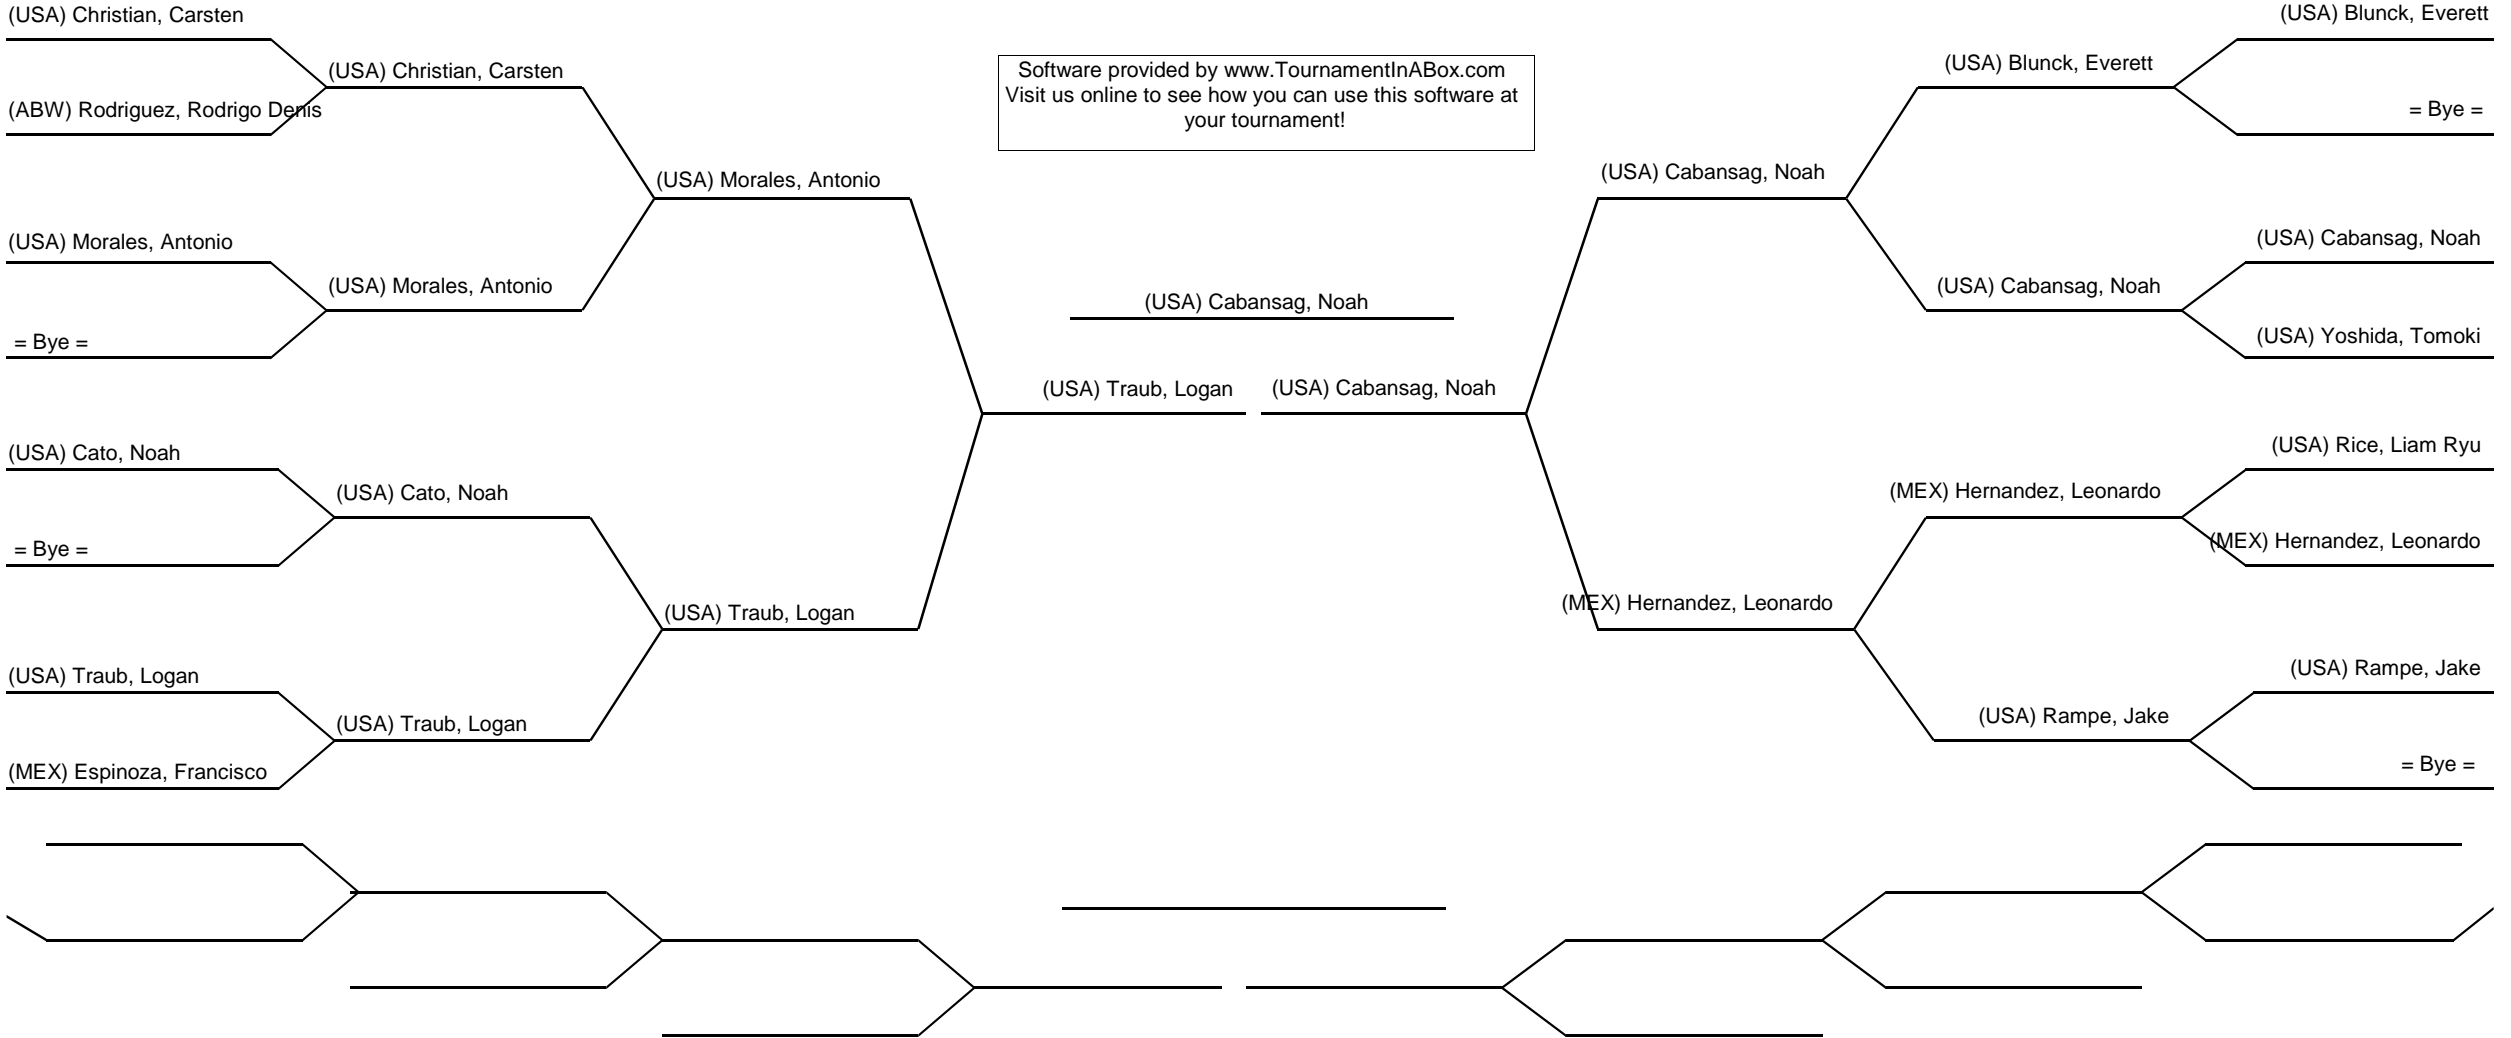 (USA) Christian, Carsten
(ABW) Rodriguez, Rodrigo Denis
(USA) Morales, Antonio
= Bye =
(USA) Cato, Noah
= Bye =
(USA) Traub, Logan
(MEX) Espinoza, Francisco
(USA) Christian, Carsten
(USA) Morales, Antonio
(USA) Cato, Noah
(USA) Traub, Logan
(USA) Morales, Antonio
(USA) Traub, Logan
Software provided by www.TournamentInABox.com
Visit us online to see how you can use this software at
your tournament!
(USA) Cabansag, Noah
(USA) Traub, Logan
(USA) Cabansag, Noah
(USA) Cabansag, Noah
(MEX) Hernandez, Leonardo
(USA) Blunck, Everett
(USA) Cabansag, Noah
(MEX) Hernandez, Leonardo
(USA) Rampe, Jake
(USA) Blunck, Everett
= Bye =
(USA) Cabansag, Noah
(USA) Yoshida, Tomoki
(USA) Rice, Liam Ryu
(MEX) Hernandez, Leonardo
(USA) Rampe, Jake
= Bye =